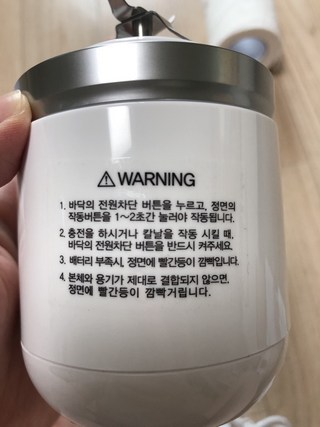 ⚠ WARNING
1. 바닥의 전원차단 버튼을 누르고, 정면의
작동버튼을 1~2초간 눌러야 작동됩니다.
2. 충전을 하시거나 칼날을 작동 시킬 때,
바닥의 전원차단 버튼을 반드시 켜주세요.
3. 배터리 부족시, 정면에 빨간등이 깜빡입니다.
4. 본체와 용기가 제대로 결합되지 않으면,
정면에 빨간등이 깜빡거립니다.